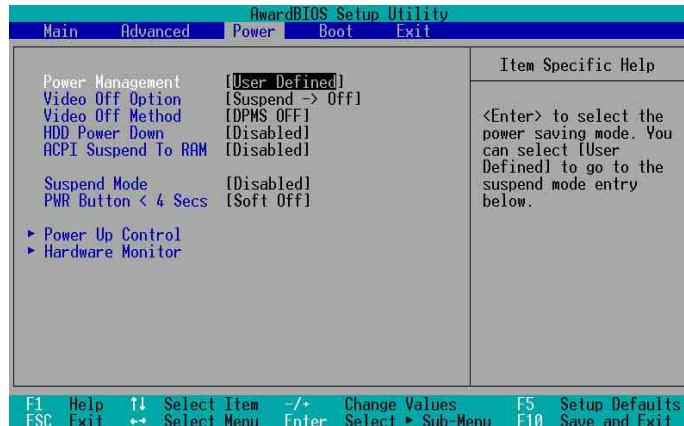 AwardBIOS Setup Utility
Main Advanced Power Boot Exit
Item Specific Help
Power Management [User Defined]
Video Off Option [Suspend -> Off]
Video Off Method [DPMS OFF]
HDD Power Down [Disabled]
ACPI Suspend To RAM [Disabled]
Suspend Mode [Disabled]
PWR Button < 4 Secs [Soft Off]
▸ Power Up Control
▸ Hardware Monitor
<Enter> to select the
power saving mode. You
can select [User
Defined] to go to the
suspend mode entry
below.
F1 Help ↑↓ Select Item -/+ Change Values F5 Setup Defaults
ESC Exit ←→ Select Menu Enter Select ▸ Sub-Menu F10 Save and Exit